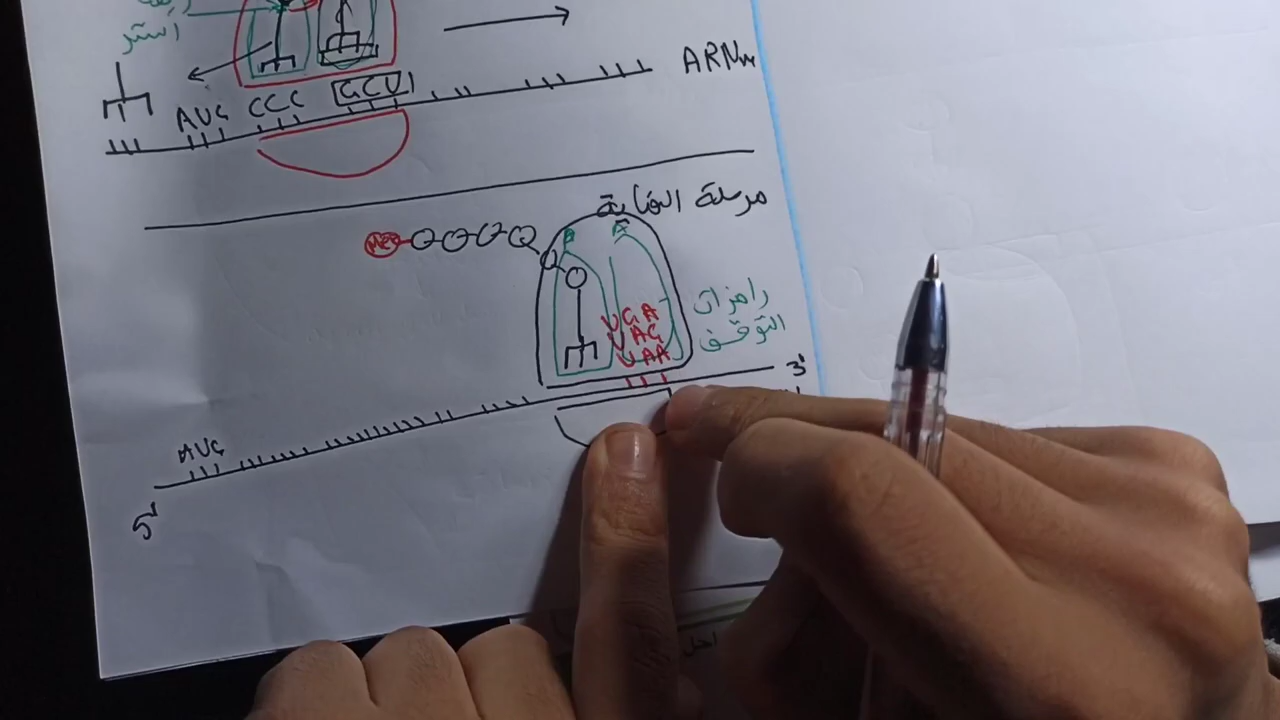 استر
ARNm
AUG CCC GCU
مرحلة النهاية
Met
P A
رامزات
التوقف
UGA
UAG
UAA
3'
AUG
5'